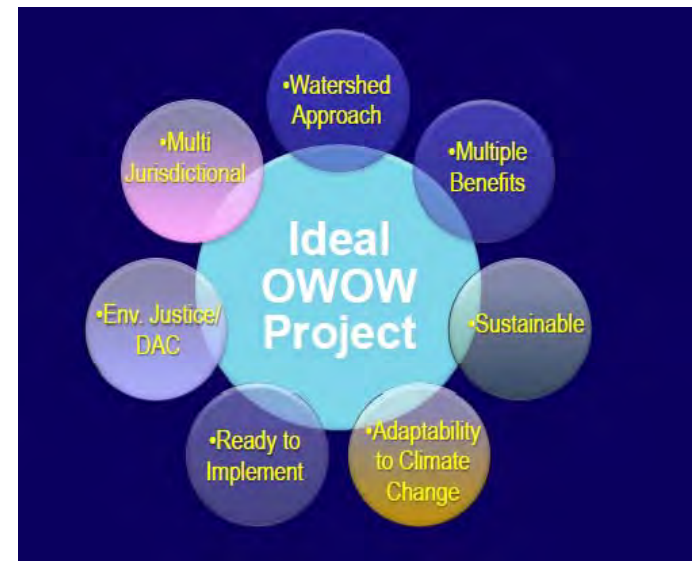 •Watershed
Approach
•Multiple
Benefits
•Sustainable
•Adaptability
to Climate
Change
•Ready to
Implement
•Env. Justice/
DAC
•Multi
Jurisdictional
Ideal
OWOW
Project